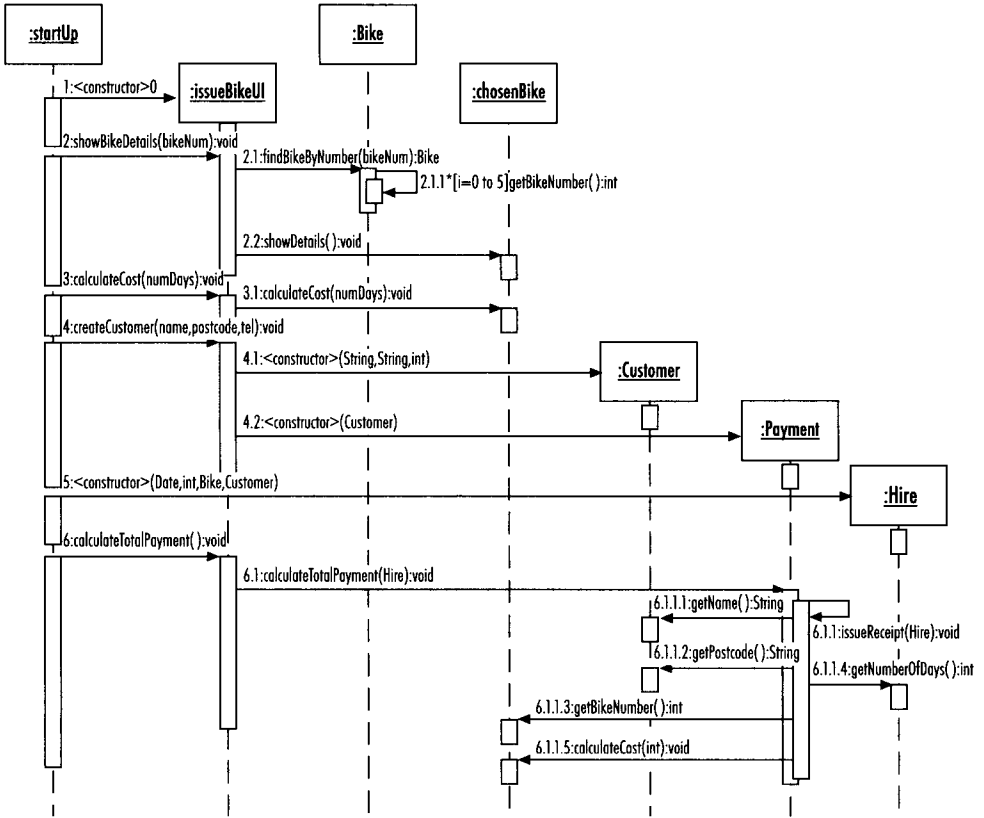 :startUp
:Bike
:issueBikeUI
:chosenBike
1:<constructor>0
2:showBikeDetails(bikeNum):void
2.1:findBikeByNumber(bikeNum):Bike
2.1.1*[i=0 to 5]getBikeNumber():int
2.2:showDetails():void
3:calculateCost(numDays):void
3.1:calculateCost(numDays):void
4:createCustomer(name,postcode,tel):void
4.1:<constructor>(String,String,int)
:Customer
4.2:<constructor>(Customer)
:Payment
5:<constructor>(Date,int,Bike,Customer)
:Hire
6:calculateTotalPayment():void
6.1:calculateTotalPayment(Hire):void
6.1.1.1:getName():String
6.1.1:issueReceipt(Hire):void
6.1.1.2:getPostcode():String
6.1.1.4:getNumberOfDays():int
6.1.1.3:getBikeNumber():int
6.1.1.5:calculateCost(int):void